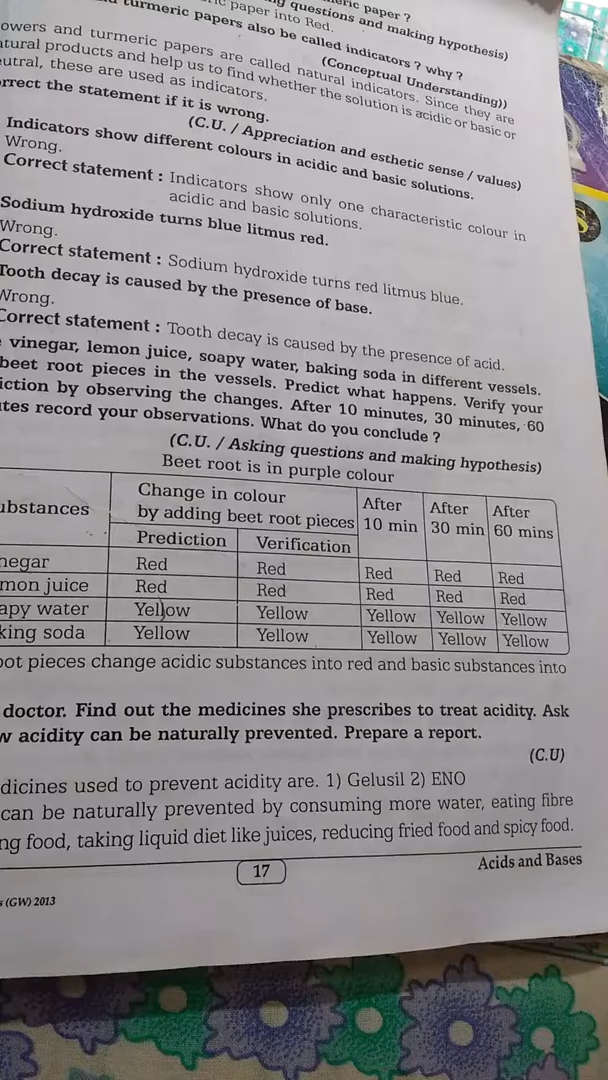 neric paper ?
ng questions and making hypothesis)
ric paper into Red.
turmeric papers also be called indicators ? why ?
(Conceptual Understanding))
owers and turmeric papers are called natural indicators. Since they are
atural products and help us to find whether the solution is acidic or basic or
eutral, these are used as indicators.
orrect the statement if it is wrong.
(C.U. / Appreciation and esthetic sense / values)
Indicators show different colours in acidic and basic solutions.
Wrong.
Correct statement : Indicators show only one characteristic colour in
acidic and basic solutions.
Sodium hydroxide turns blue litmus red.
Wrong.
Correct statement : Sodium hydroxide turns red litmus blue.
Tooth decay is caused by the presence of base.
Wrong.
Correct statement : Tooth decay is caused by the presence of acid.
vinegar, lemon juice, soapy water, baking soda in different vessels.
beet root pieces in the vessels. Predict what happens. Verify your
iction by observing the changes. After 10 minutes, 30 minutes, 60
utes record your observations. What do you conclude ?
(C.U. / Asking questions and making hypothesis)
Beet root is in purple colour
ubstances Change in colour by adding beet root pieces After 10 min After 30 min After 60 mins
Prediction Verification
negar Red Red Red Red Red
mon juice Red Red Red Red Red
apy water Yellow Yellow Yellow Yellow Yellow
king soda Yellow Yellow Yellow Yellow Yellow
oot pieces change acidic substances into red and basic substances into
doctor. Find out the medicines she prescribes to treat acidity. Ask
w acidity can be naturally prevented. Prepare a report.
(C.U)
dicines used to prevent acidity are. 1) Gelusil 2) ENO
can be naturally prevented by consuming more water, eating fibre
ng food, taking liquid diet like juices, reducing fried food and spicy food.
17
Acids and Bases
s (GW) 2013